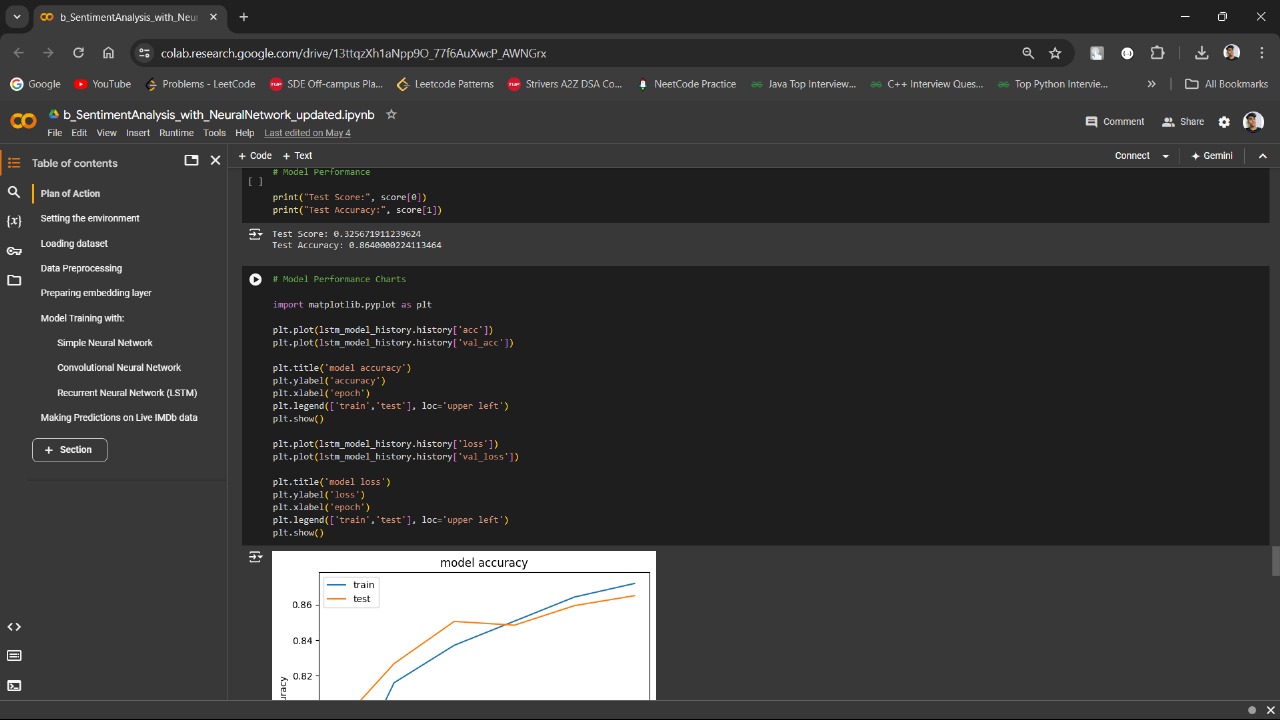 b_SentimentAnalysis_with_Neu
colab.research.google.com/drive/13ttqzXh1aNpp9O_77f6AuXwcP_AWNGrx
Google YouTube Problems - LeetCode SDE Off-campus Pla... Leetcode Patterns Strivers A2Z DSA Co... NeetCode Practice Java Top Interview... C++ Interview Ques... Top Python Intervie... » All Bookmarks
b_SentimentAnalysis_with_NeuralNetwork_updated.ipynb
File Edit View Insert Runtime Tools Help Last edited on May 4
Comment Share
Table of contents
+ Code + Text
Connect Gemini
Plan of Action
Setting the environment
Loading dataset
Data Preprocessing
Preparing embedding layer
Model Training with:
Simple Neural Network
Convolutional Neural Network
Recurrent Neural Network (LSTM)
Making Predictions on Live IMDb data
+ Section
# Model Performance
[ ]
print("Test Score:", score[0])
print("Test Accuracy:", score[1])
Test Score: 0.325671911239624
Test Accuracy: 0.8640000224113464
# Model Performance Charts
import matplotlib.pyplot as plt
plt.plot(lstm_model_history.history['acc'])
plt.plot(lstm_model_history.history['val_acc'])
plt.title('model accuracy')
plt.ylabel('accuracy')
plt.xlabel('epoch')
plt.legend(['train','test'], loc='upper left')
plt.show()
plt.plot(lstm_model_history.history['loss'])
plt.plot(lstm_model_history.history['val_loss'])
plt.title('model loss')
plt.ylabel('loss')
plt.xlabel('epoch')
plt.legend(['train','test'], loc='upper left')
plt.show()
model accuracy
train
test
0.86
0.84
0.82